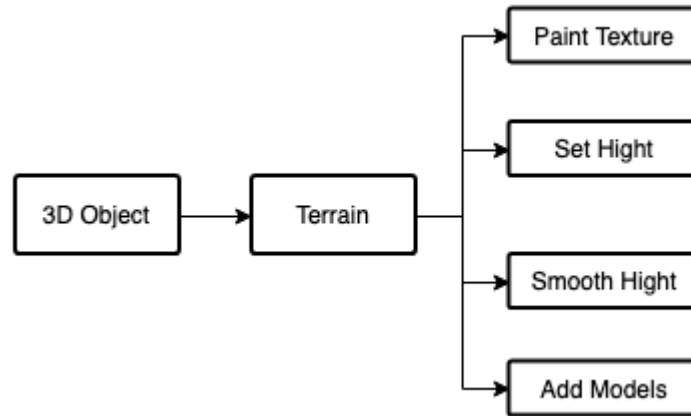 Paint Texture
Set Hight
3D Object
Terrain
Smooth Hight
Add Models